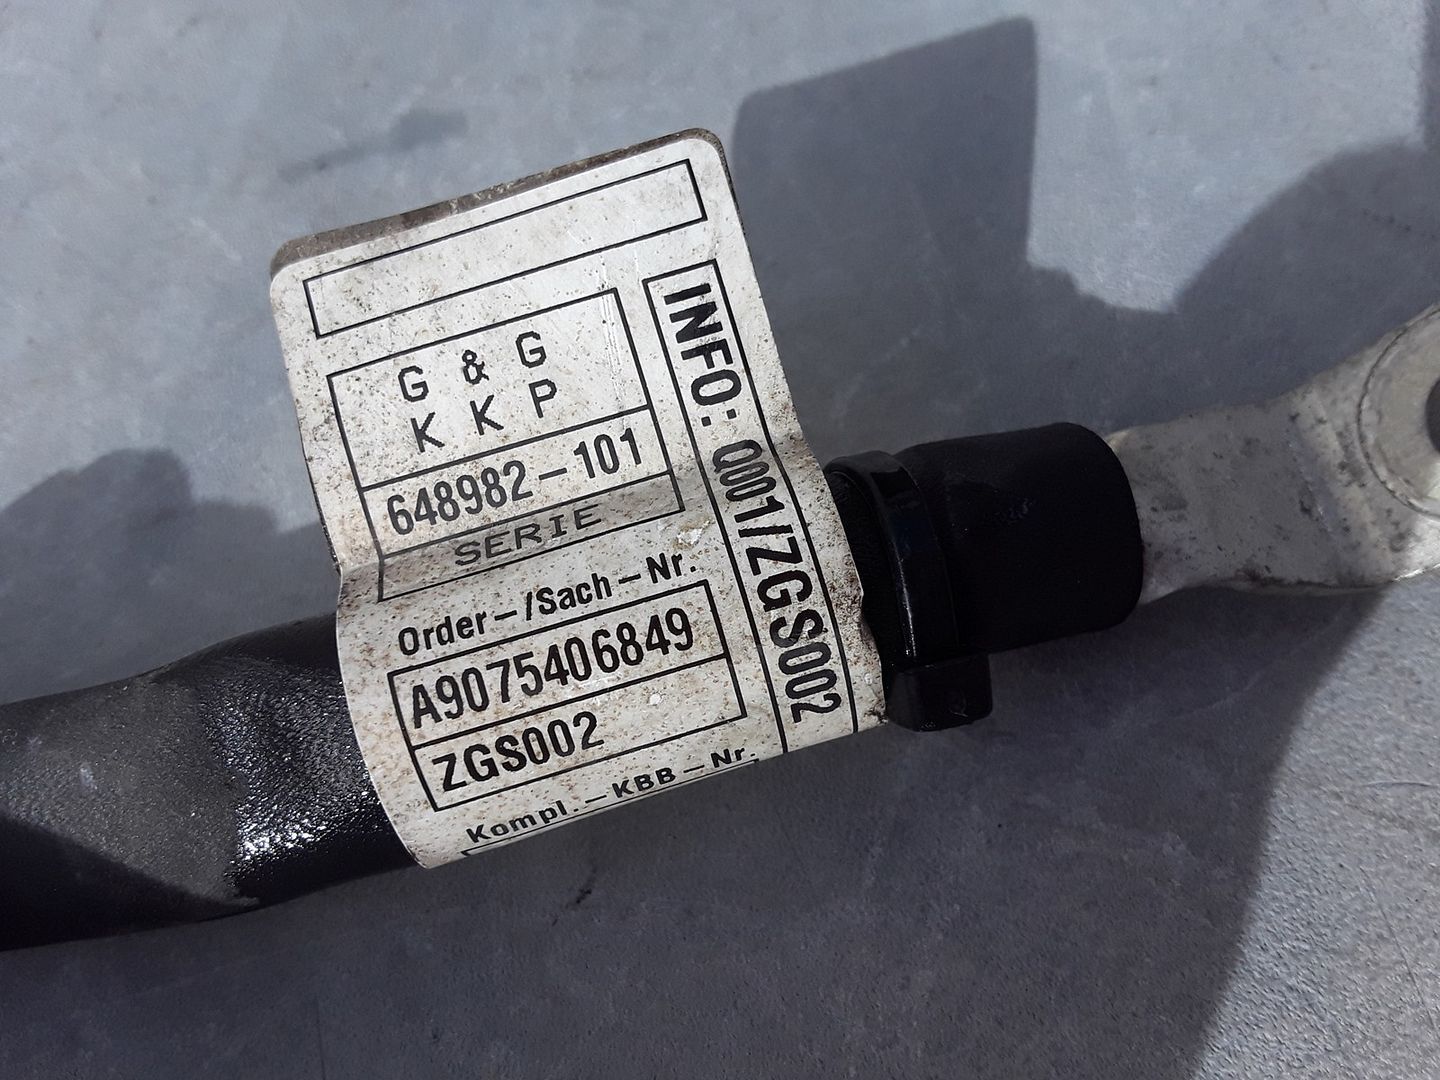 G & G
K K P
648982-101
SERIE
Order-/Sach-Nr.
A9075406849
ZGS002
Kompl.-KBB-Nr.
INFO: Q001/ZGS002